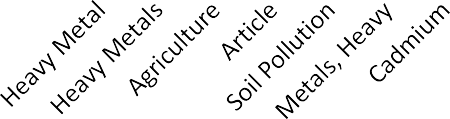 Heavy Metal
Heavy Metals
Agriculture
Article
Soil Pollution
Metals, Heavy
Cadmium